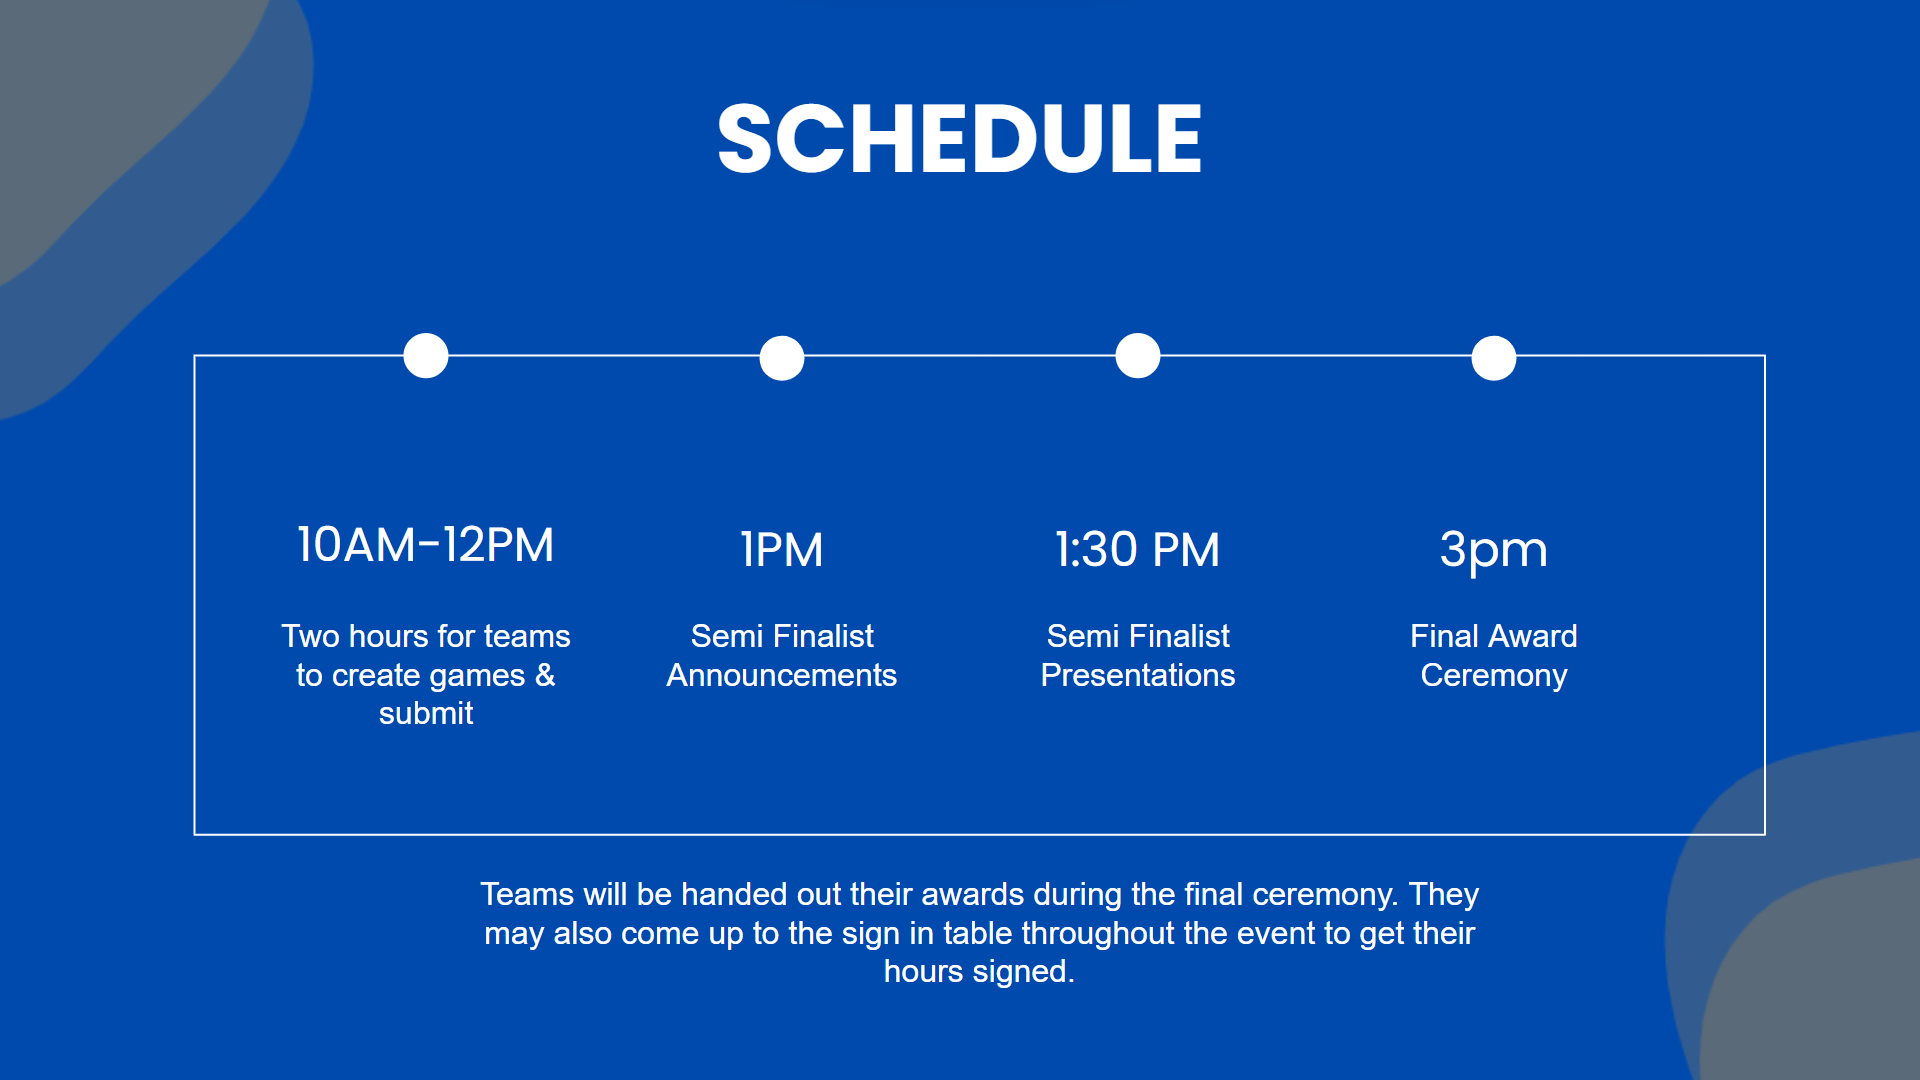 SCHEDULE
10AM-12PM
Two hours for teams
to create games &
submit
1PM
Semi Finalist
Announcements
1:30 PM
Semi Finalist
Presentations
3pm
Final Award
Ceremony
Teams will be handed out their awards during the final ceremony. They
may also come up to the sign in table throughout the event to get their
hours signed.